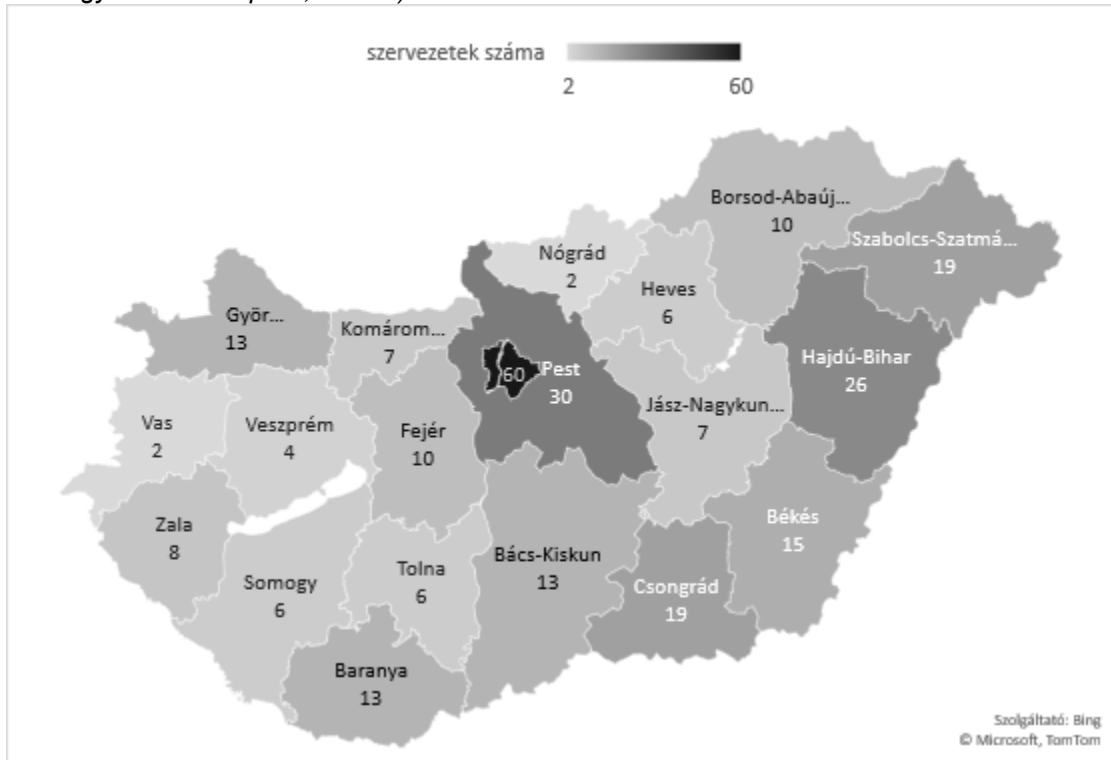 szervezetek száma
2 60
Borsod-Abaúj...
10
Szabolcs-Szatmá...
19
Nógrád
2
Heves
6
Győr...
13
Komárom...
7
60
Pest
30
Hajdú-Bihar
26
Jász-Nagykun...
7
Vas
2
Veszprém
4
Fejér
10
Zala
8
Békés
15
Bács-Kiskun
13
Tolna
6
Somogy
6
Csongrád
19
Baranya
13
Szolgáltató: Bing
© Microsoft, TomTom